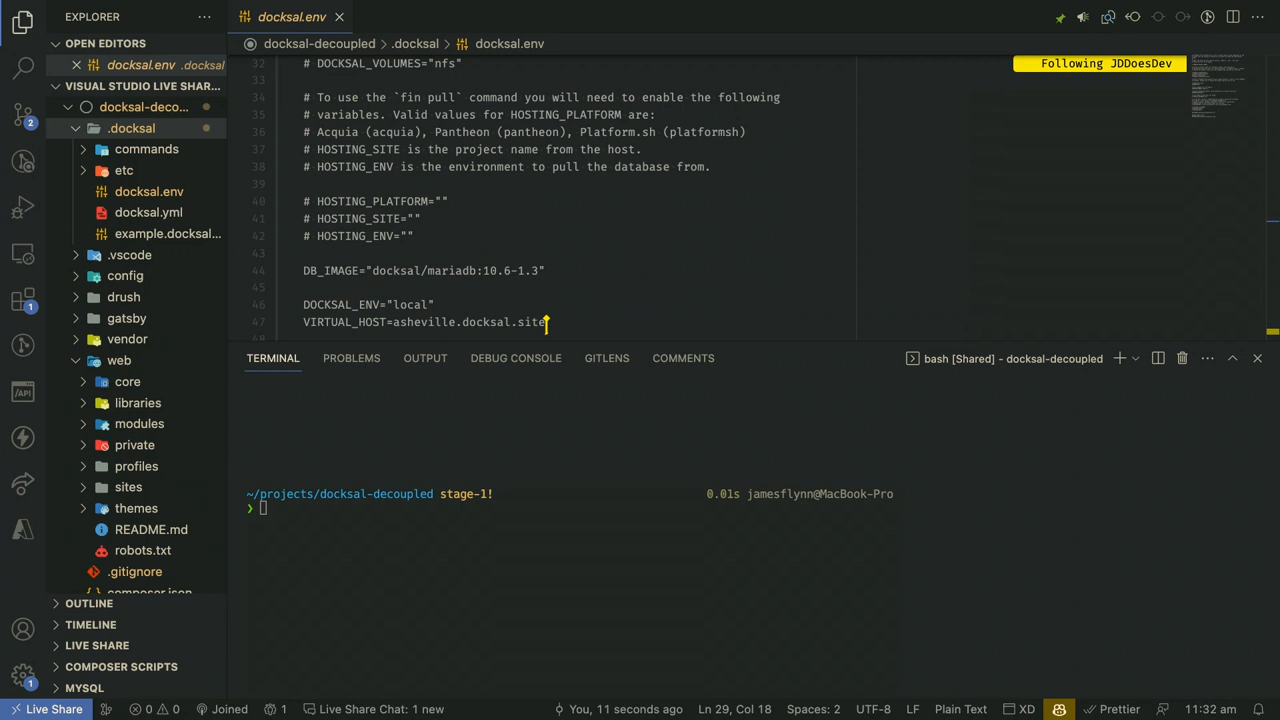 EXPLORER
docksal.env
OPEN EDITORS
docksal.env .docksal
VISUAL STUDIO LIVE SHAR...
docksal-deco...
.docksal
commands
etc
docksal.env
docksal.yml
example.docksal...
.vscode
config
drush
gatsby
vendor
web
core
libraries
modules
private
profiles
sites
themes
README.md
robots.txt
.gitignore
composer.json
OUTLINE
TIMELINE
LIVE SHARE
COMPOSER SCRIPTS
MYSQL
2
1
1
docksal-decoupled > .docksal > docksal.env
Following JDDoesDev
32 # DOCKSAL_VOLUMES="nfs"
33
34 # To use the `fin pull` command you will need to enable the following
35 # variables. Valid values for HOSTING_PLATFORM are:
36 # Acquia (acquia), Pantheon (pantheon), Platform.sh (platformsh)
37 # HOSTING_SITE is the project name from the host.
38 # HOSTING_ENV is the environment to pull the database from.
39
40 # HOSTING_PLATFORM=""
41 # HOSTING_SITE=""
42 # HOSTING_ENV=""
43
44 DB_IMAGE="docksal/mariadb:10.6-1.3"
45
46 DOCKSAL_ENV="local"
47 VIRTUAL_HOST=asheville.docksal.site
48
TERMINAL PROBLEMS OUTPUT DEBUG CONSOLE GITLENS COMMENTS bash [Shared] - docksal-decoupled
~/projects/docksal-decoupled stage-1! 0.01s jamesflynn@MacBook-Pro
❯
Live Share 0 0 Joined 1 Live Share Chat: 1 new You, 11 seconds ago Ln 29, Col 18 Spaces: 2 UTF-8 LF Plain Text XD Prettier 11:32 am